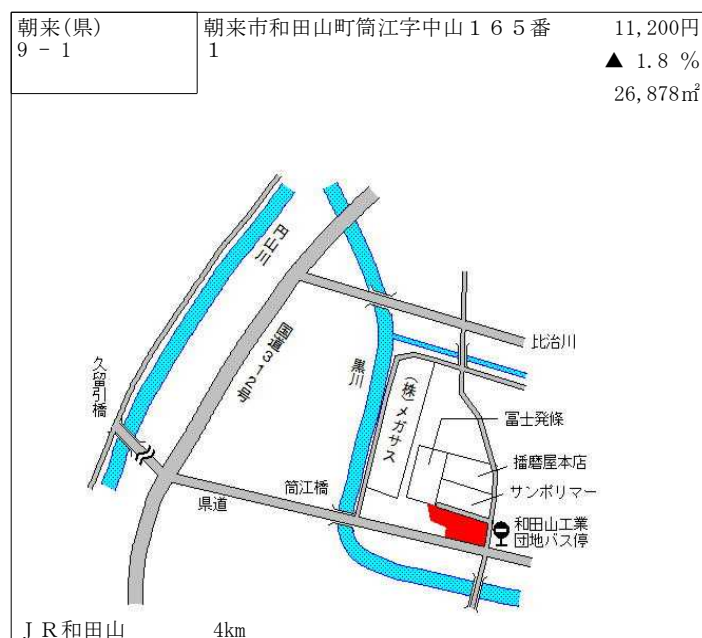 朝来(県)
9 - 1
朝来市和田山町筒江字中山１６５番
1
11,200円
▲ 1.8 %
26,878㎡
円山川
国道312号
黒川
比治川
久留引橋
(株)メガサス
冨士発條
播磨屋本店
サンポリマー
筒江橋
県道
和田山工業
団地バス停
ＪＲ和田山 4km